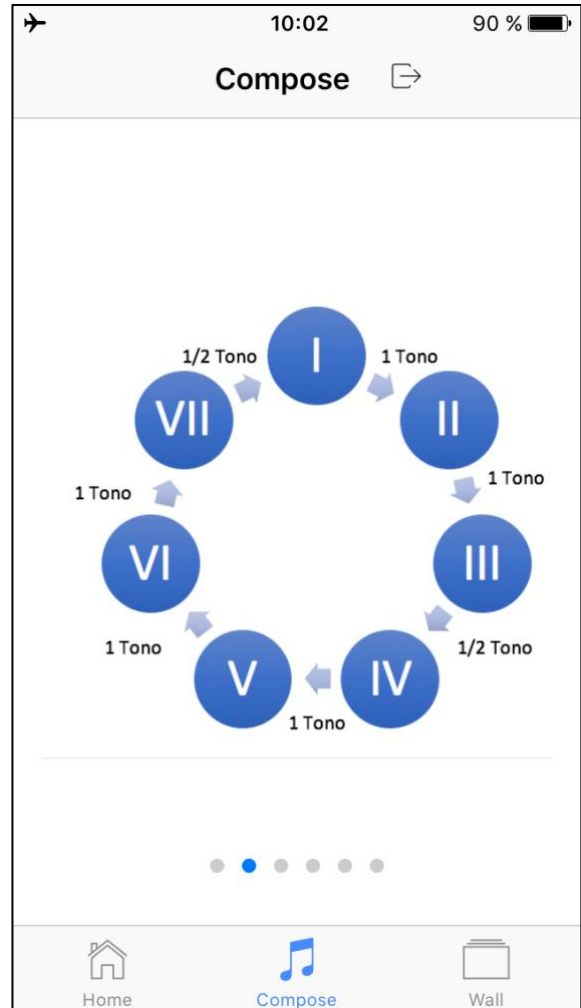 10:02
90 %
Compose
I
1/2 Tono
1 Tono
VII
II
1 Tono
1 Tono
VI
III
1 Tono
1/2 Tono
V
IV
1 Tono
Home
Compose
Wall